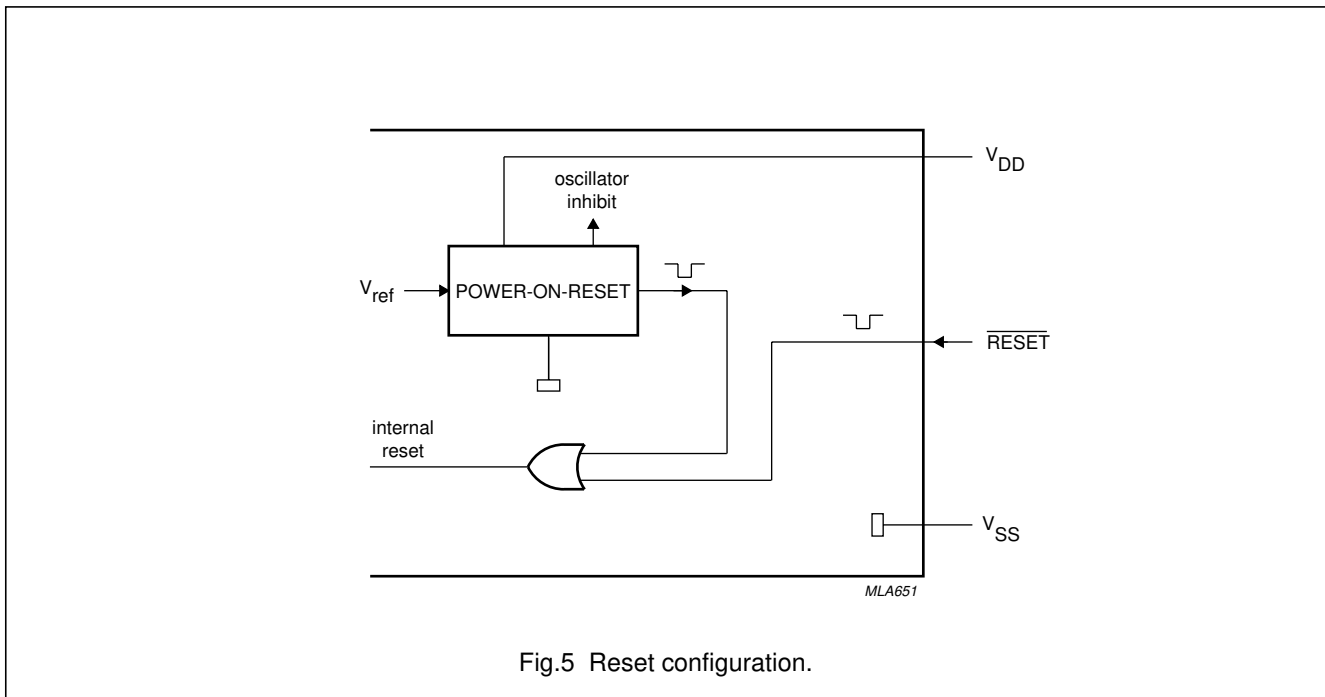 V_DD
oscillator
inhibit
V_ref
POWER-ON-RESET
RESET
internal
reset
V_SS
MLA651
Fig.5 Reset configuration.